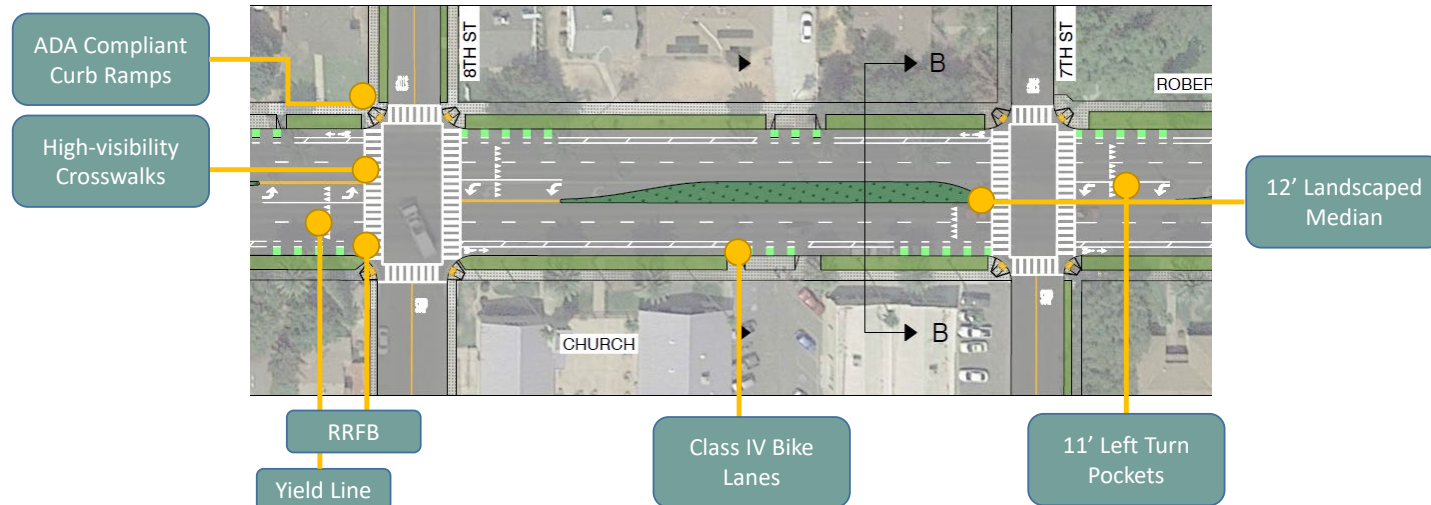 ADA Compliant
Curb Ramps
High-visibility
Crosswalks
8TH ST
B
7TH ST
ROBER
12’ Landscaped
Median
CHURCH
B
RRFB
Yield Line
Class IV Bike
Lanes
11’ Left Turn
Pockets